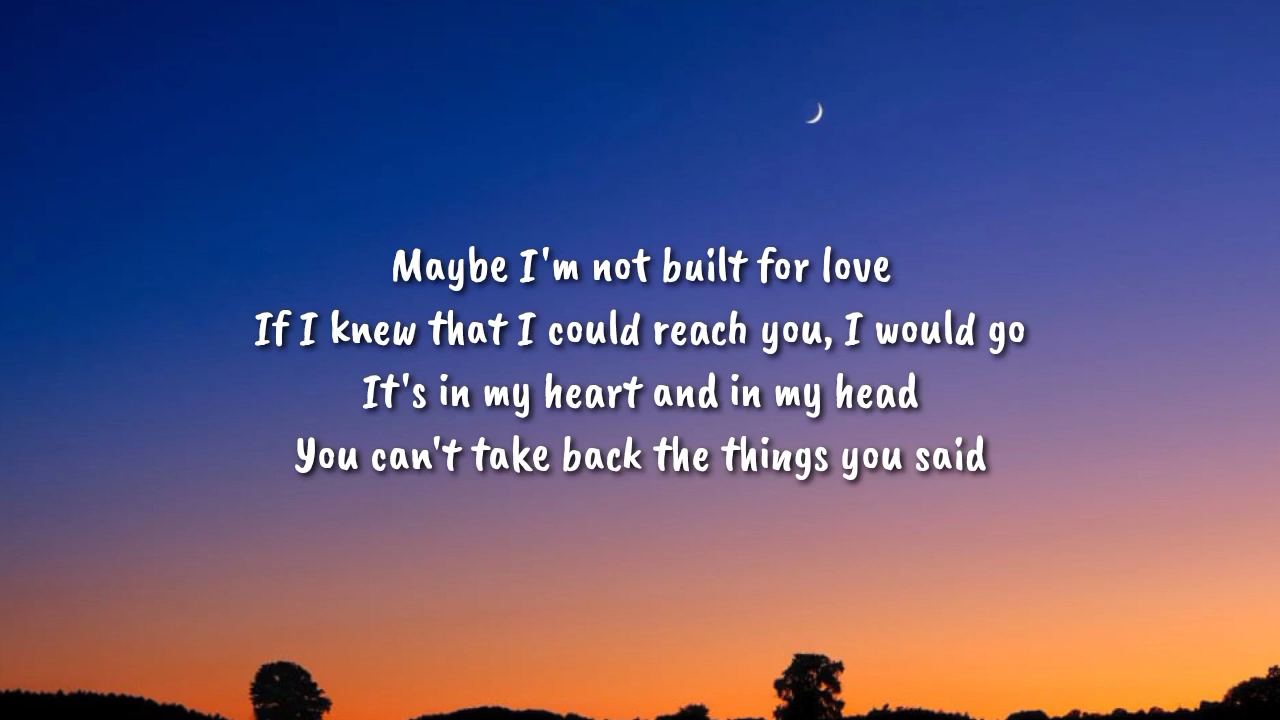 Maybe I'm not built for love
If I knew that I could reach you, I would go
It's in my heart and in my head
You can't take back the things you said